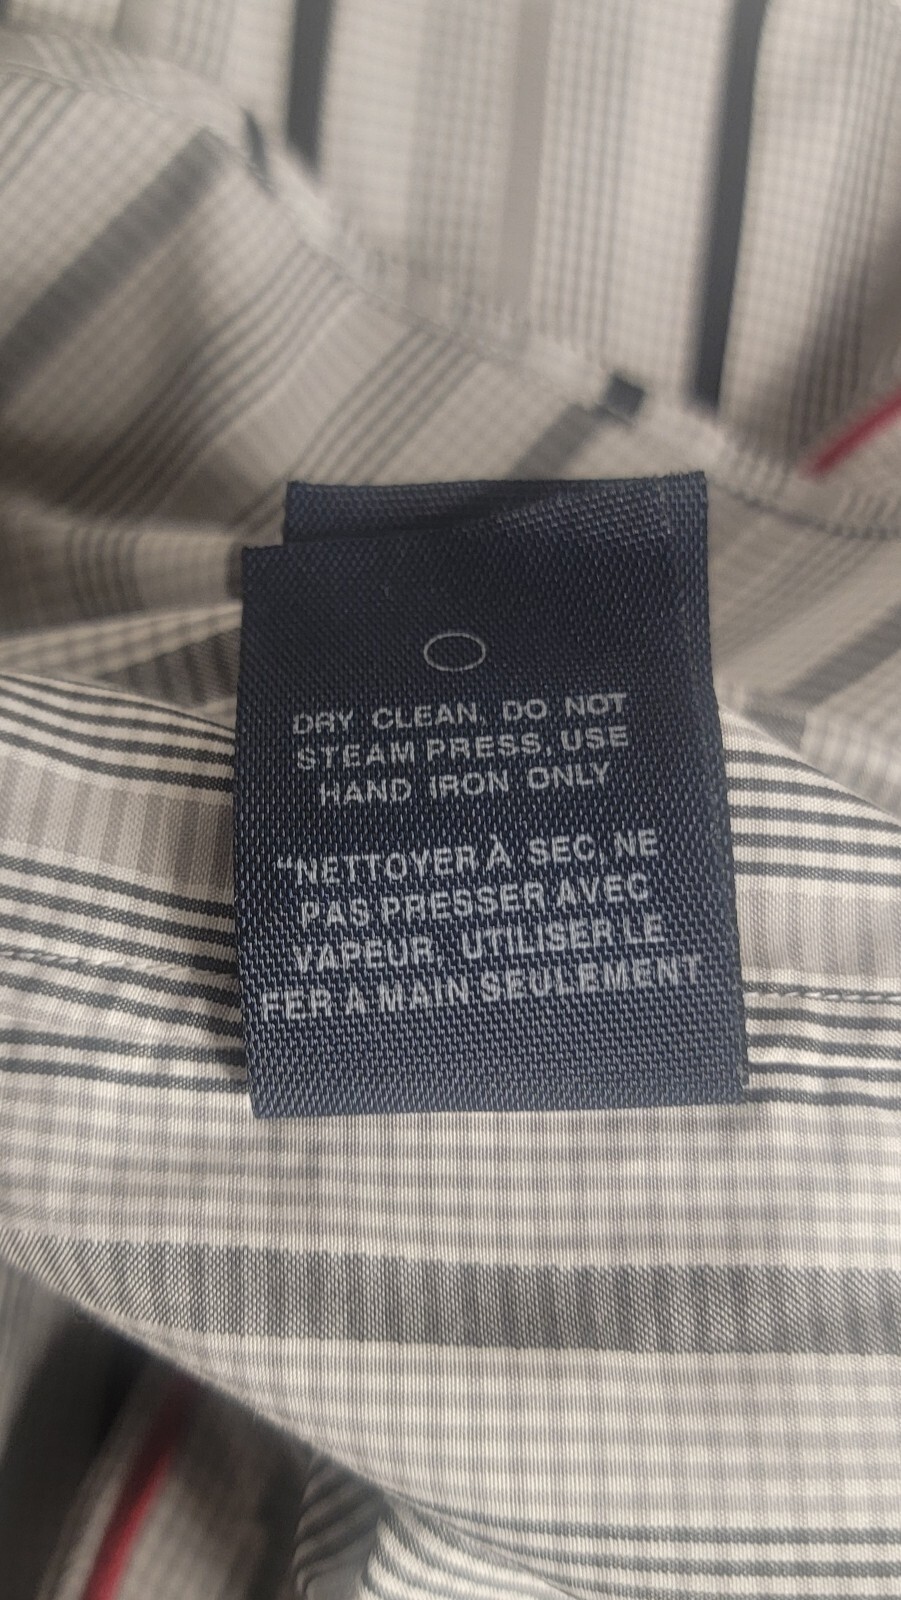 DRY CLEAN. DO NOT
STEAM PRESS, USE
HAND IRON ONLY
"NETTOYER À SEC, NE
PAS PRESSER AVEC
VAPEUR, UTILISER LE
FER A MAIN SEULEMENT